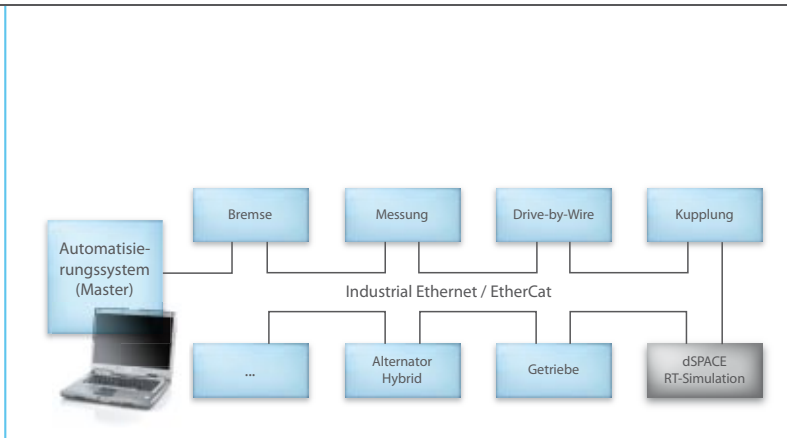 Bremse
Messung
Drive-by-Wire
Kupplung
Automatisie-
rungssystem
(Master)
Industrial Ethernet / EtherCat
...
Alternator
Hybrid
Getriebe
dSPACE
RT-Simulation